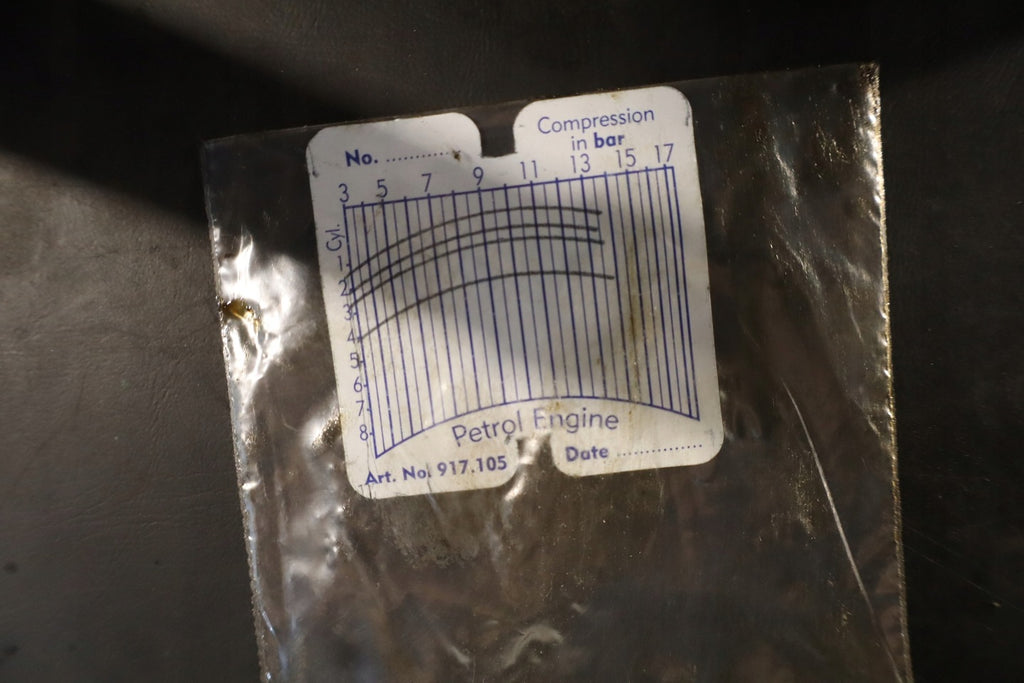 No. ............
Compression
in bar
3 5 7 9 11 13 15 17
Cyl.
1
2
3
4
5
6
7
8
Petrol Engine
Art. No. 917.105
Date ...............